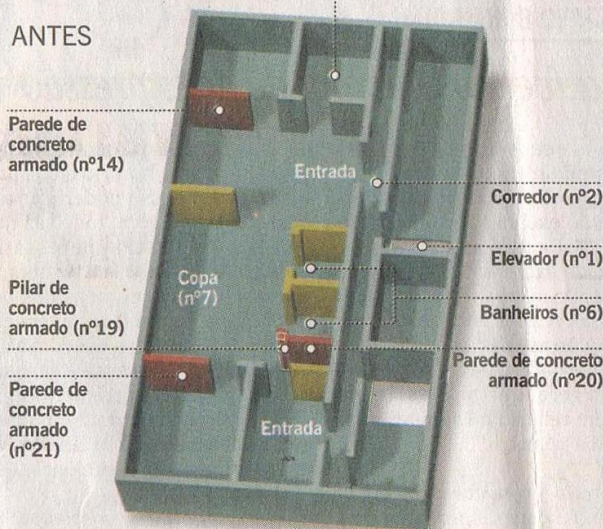 ANTES
Parede de
concreto
armado (nº14)
Entrada
Corredor (nº2)
Elevador (nº1)
Copa
(nº7)
Pilar de
concreto
armado (nº19)
Banheiros (nº6)
Parede de concreto
armado (nº20)
Parede de
concreto
armado
(nº21)
Entrada